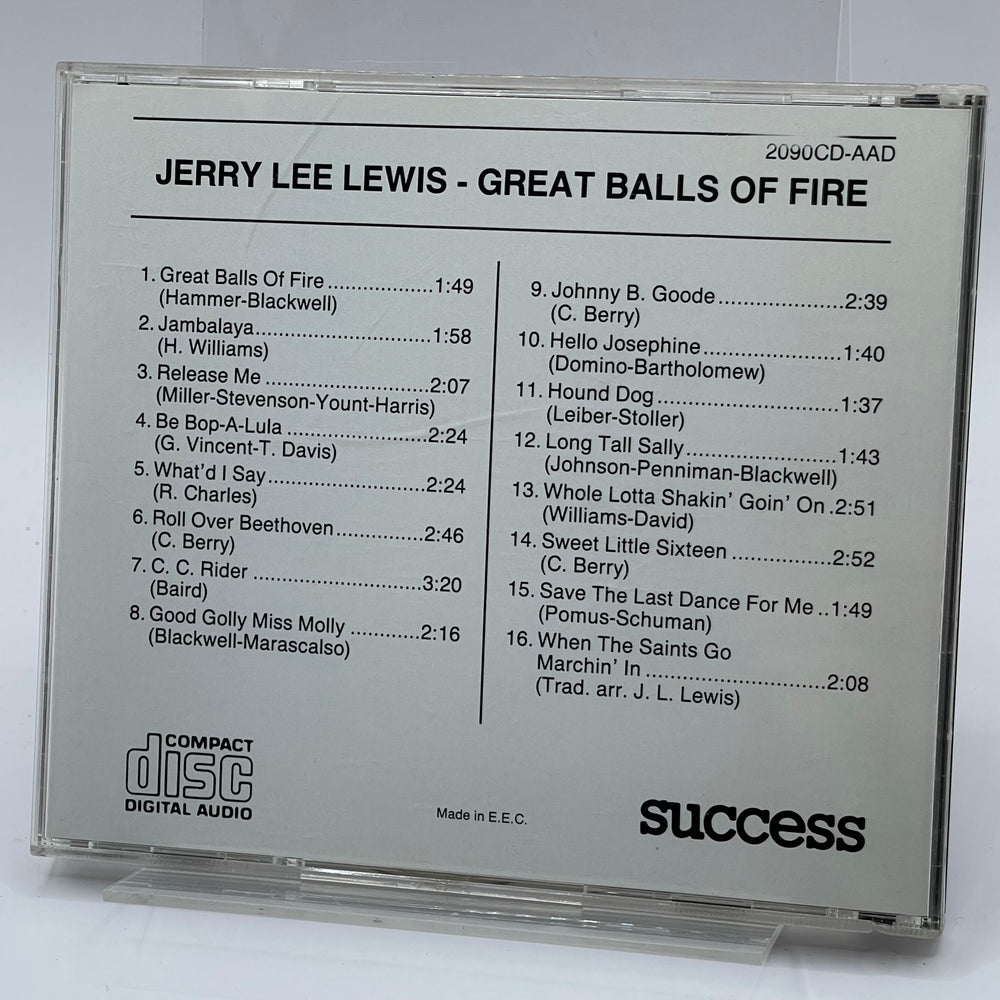 2090CD-AAD
JERRY LEE LEWIS - GREAT BALLS OF FIRE
1. Great Balls Of Fire..................1:49
(Hammer-Blackwell)
2. Jambalaya..............................1:58
(H. Williams)
3. Release Me ............................2:07
(Miller-Stevenson-Yount-Harris)
4. Be Bop-A-Lula ........................2:24
(G. Vincent-T. Davis)
5. What'd I Say...........................2:24
(R. Charles)
6. Roll Over Beethoven...............2:46
(C. Berry)
7. C. C. Rider .............................3:20
(Baird)
8. Good Golly Miss Molly ............2:16
(Blackwell-Marascalso)
9. Johnny B. Goode.....................2:39
(C. Berry)
10. Hello Josephine.......................1:40
(Domino-Bartholomew)
11. Hound Dog...............................1:37
(Leiber-Stoller)
12. Long Tall Sally..........................1:43
(Johnson-Penniman-Blackwell)
13. Whole Lotta Shakin' Goin' On .2:51
(Williams-David)
14. Sweet Little Sixteen .................2:52
(C. Berry)
15. Save The Last Dance For Me ..1:49
(Pomus-Schuman)
16. When The Saints Go
Marchin' In ...............................2:08
(Trad. arr. J. L. Lewis)
COMPACT
disc
DIGITAL AUDIO
Made in E.E.C.
success